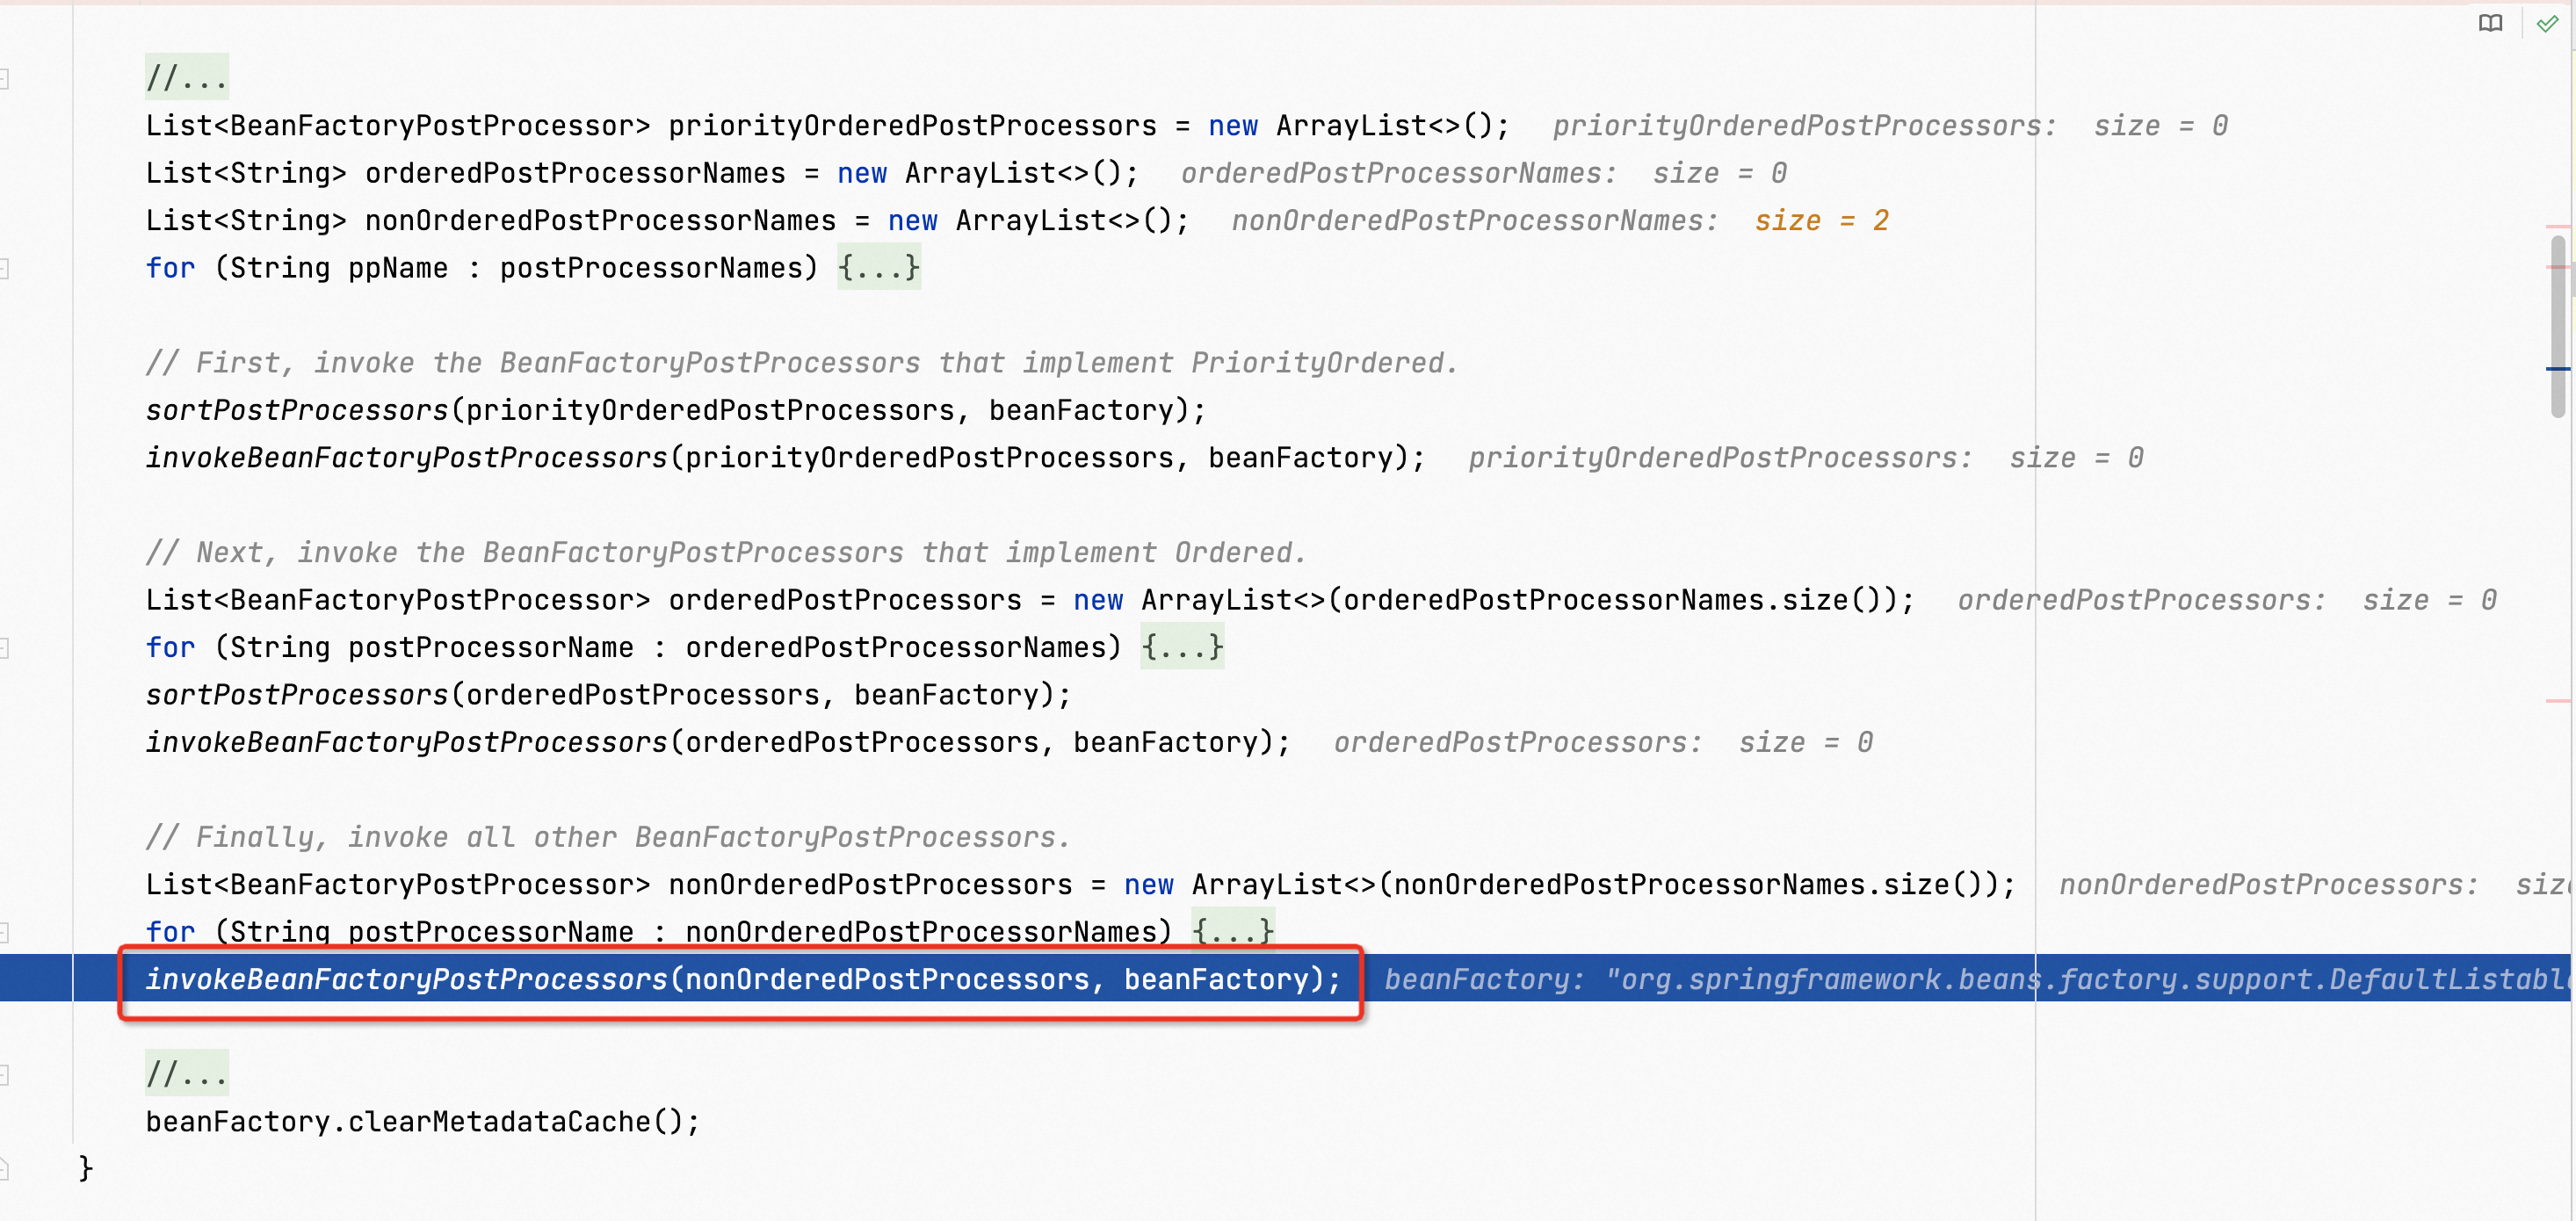 //...
List<BeanFactoryPostProcessor> priorityOrderedPostProcessors = new ArrayList<>(); priorityOrderedPostProcessors: size = 0
List<String> orderedPostProcessorNames = new ArrayList<>(); orderedPostProcessorNames: size = 0
List<String> nonOrderedPostProcessorNames = new ArrayList<>(); nonOrderedPostProcessorNames: size = 2
for (String ppName : postProcessorNames) {...}
// First, invoke the BeanFactoryPostProcessors that implement PriorityOrdered.
sortPostProcessors(priorityOrderedPostProcessors, beanFactory);
invokeBeanFactoryPostProcessors(priorityOrderedPostProcessors, beanFactory); priorityOrderedPostProcessors: size = 0
// Next, invoke the BeanFactoryPostProcessors that implement Ordered.
List<BeanFactoryPostProcessor> orderedPostProcessors = new ArrayList<>(orderedPostProcessorNames.size()); orderedPostProcessors: size = 0
for (String postProcessorName : orderedPostProcessorNames) {...}
sortPostProcessors(orderedPostProcessors, beanFactory);
invokeBeanFactoryPostProcessors(orderedPostProcessors, beanFactory); orderedPostProcessors: size = 0
// Finally, invoke all other BeanFactoryPostProcessors.
List<BeanFactoryPostProcessor> nonOrderedPostProcessors = new ArrayList<>(nonOrderedPostProcessorNames.size()); nonOrderedPostProcessors:
for (String postProcessorName : nonOrderedPostProcessorNames) {...}
invokeBeanFactoryPostProcessors(nonOrderedPostProcessors, beanFactory); beanFactory: "org.springframework.beans.factory.support.DefaultListabl
//...
beanFactory.clearMetadataCache();
}